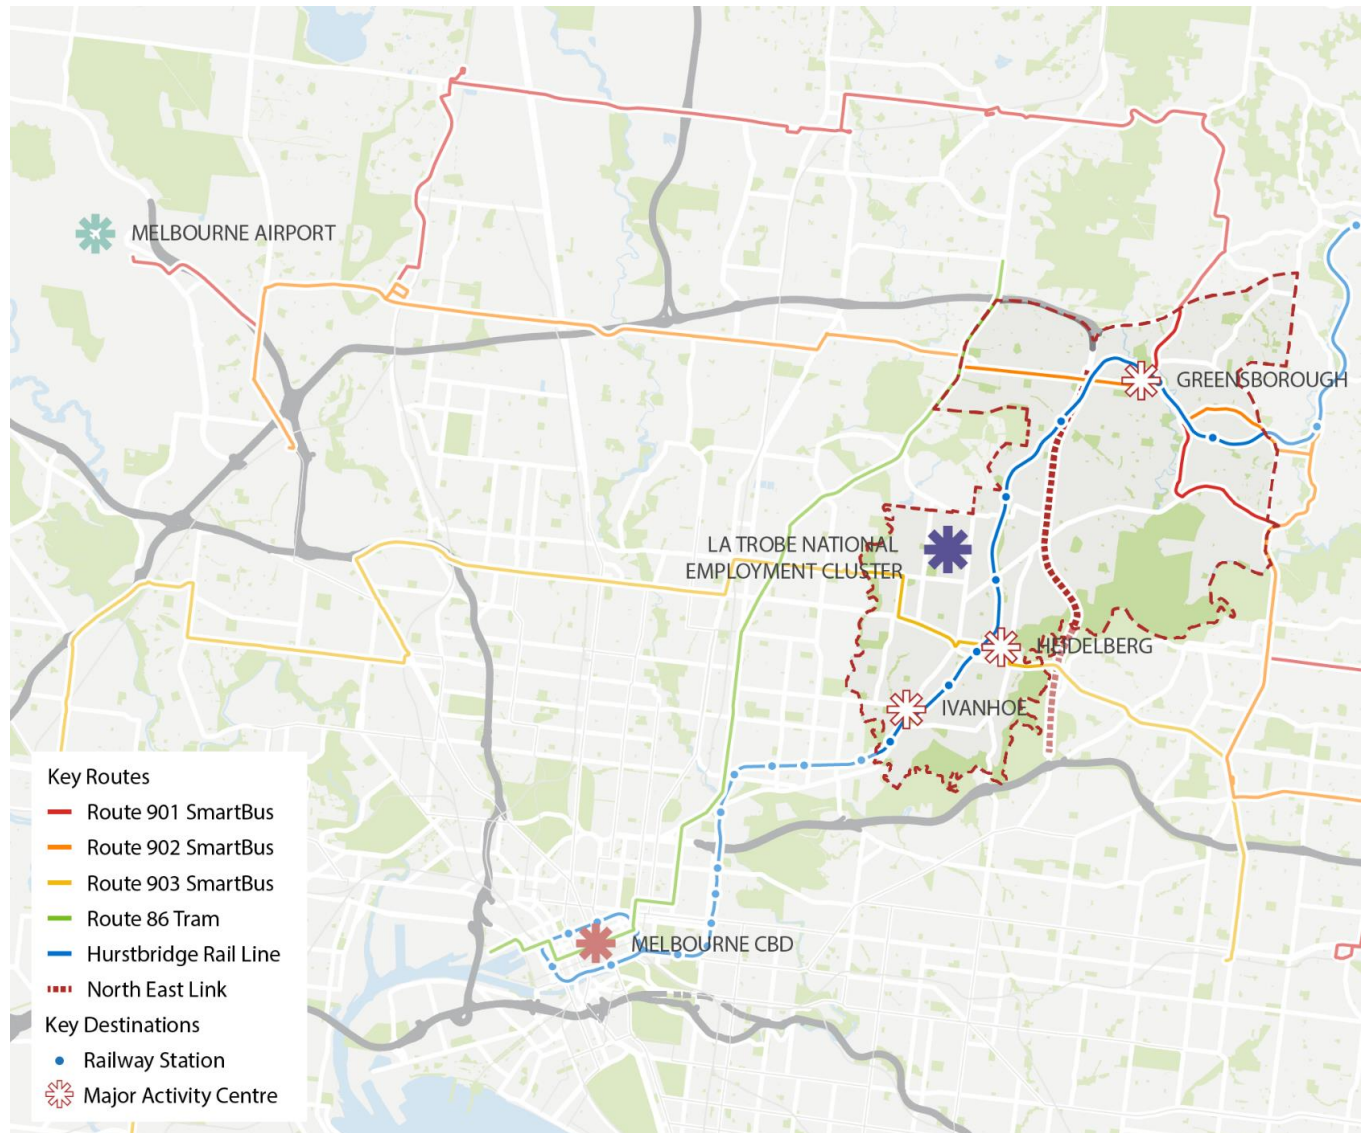 MELBOURNE AIRPORT
GREENSBOROUGH
LA TROBE NATIONAL
EMPLOYMENT CLUSTER
HEIDELBERG
IVANHOE
MELBOURNE CBD
Key Routes
Route 901 SmartBus
Route 902 SmartBus
Route 903 SmartBus
Route 86 Tram
Hurstbridge Rail Line
North East Link
Key Destinations
Railway Station
Major Activity Centre